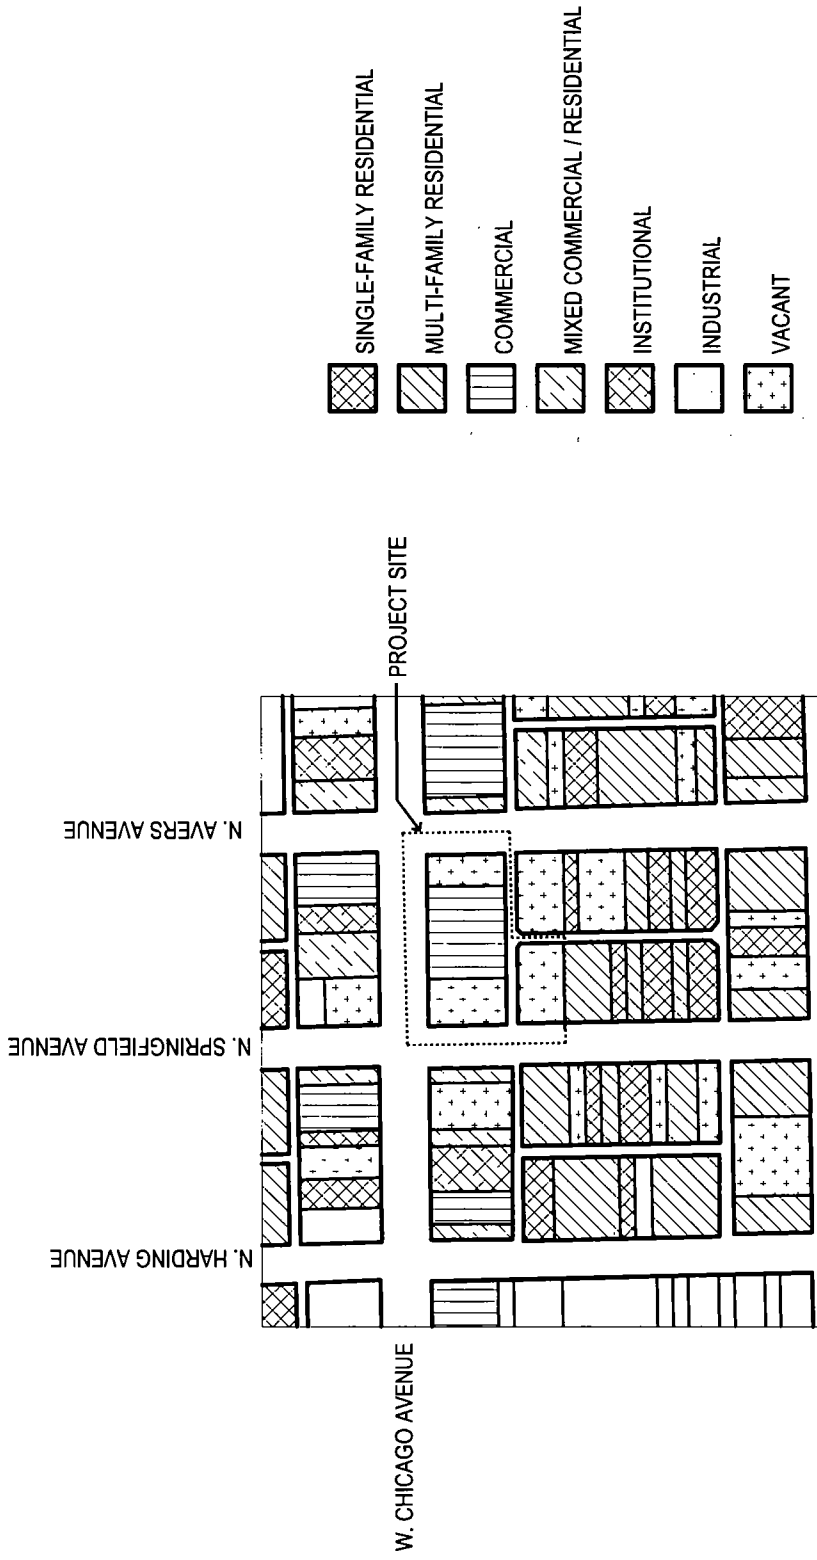 SINGLE-FAMILY RESIDENTIAL
MULTI-FAMILY RESIDENTIAL
COMMERCIAL
MIXED COMMERCIAL / RESIDENTIAL
INSTITUTIONAL
INDUSTRIAL
VACANT
PROJECT SITE
N. AVERS AVENUE
N. SPRINGFIELD AVENUE
N. HARDING AVENUE
W. CHICAGO AVENUE